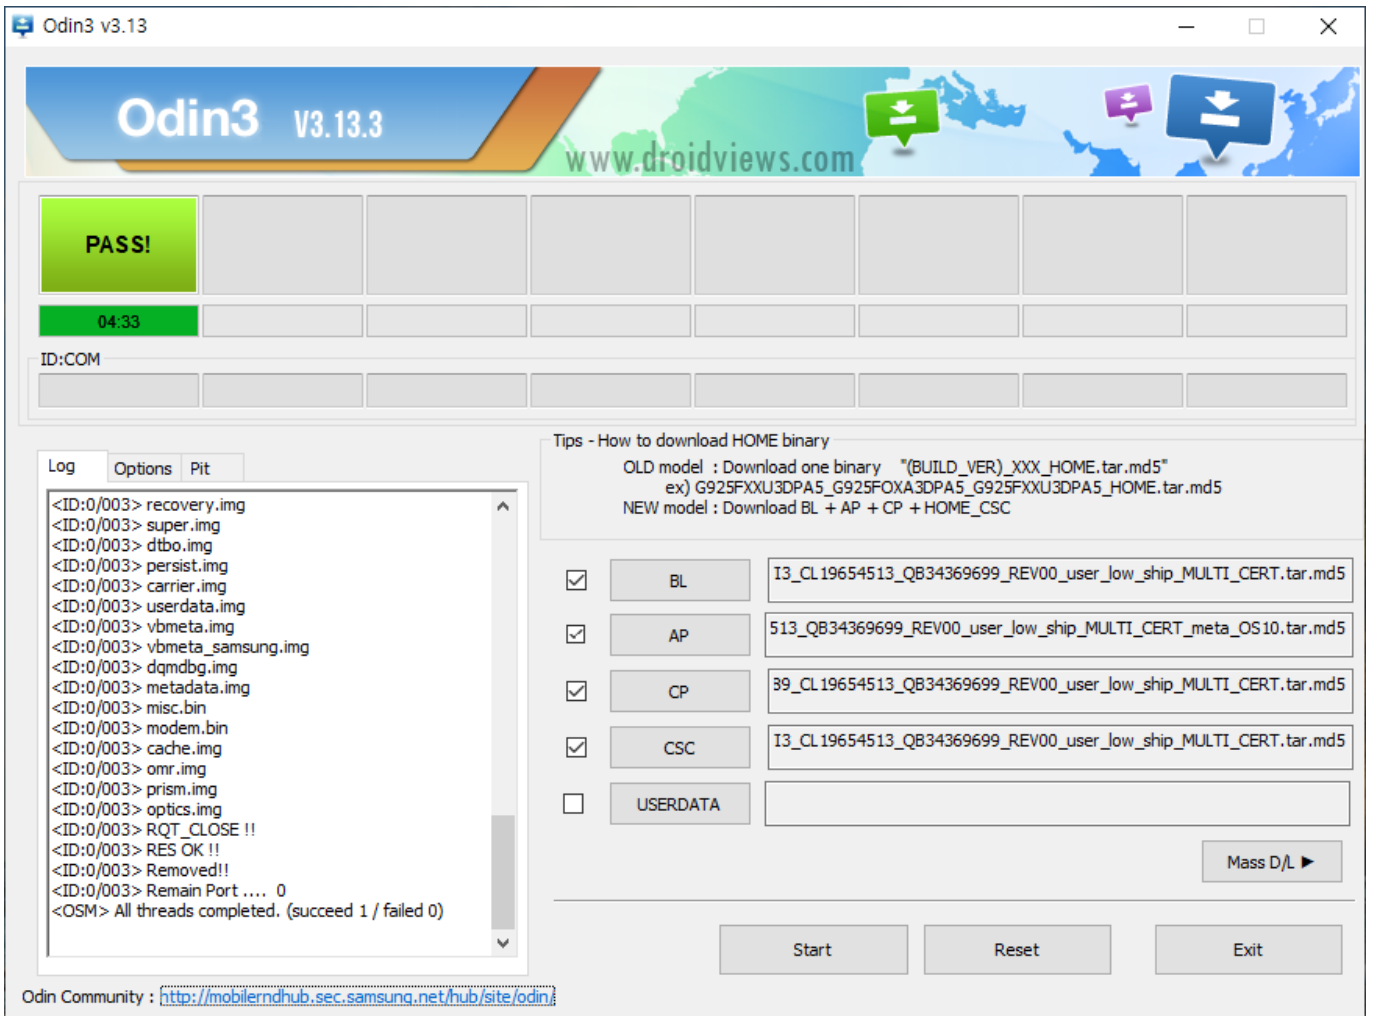 Odin3 v3.13
Odin3 V3.13.3
www.droidviews.com
PASS!
04:33
ID:COM
Log Options Pit
<ID:0/003> recovery.img
<ID:0/003> super.img
<ID:0/003> dtbo.img
<ID:0/003> persist.img
<ID:0/003> carrier.img
<ID:0/003> userdata.img
<ID:0/003> vbmeta.img
<ID:0/003> vbmeta_samsung.img
<ID:0/003> dqmdbg.img
<ID:0/003> metadata.img
<ID:0/003> misc.bin
<ID:0/003> modem.bin
<ID:0/003> cache.img
<ID:0/003> omr.img
<ID:0/003> prism.img
<ID:0/003> optics.img
<ID:0/003> RQT_CLOSE !!
<ID:0/003> RES OK !!
<ID:0/003> Removed!!
<ID:0/003> Remain Port .... 0
<OSM> All threads completed. (succeed 1 / failed 0)
Tips - How to download HOME binary
OLD model : Download one binary "(BUILD_VER)_XXX_HOME.tar.md5"
ex) G925FXXU3DPA5_G925FOXA3DPA5_G925FXXU3DPA5_HOME.tar.md5
NEW model : Download BL + AP + CP + HOME_CSC
BL I3_CL19654513_QB34369699_REV00_user_low_ship_MULTI_CERT.tar.md5
AP 513_QB34369699_REV00_user_low_ship_MULTI_CERT_meta_OS10.tar.md5
CP 39_CL19654513_QB34369699_REV00_user_low_ship_MULTI_CERT.tar.md5
CSC I3_CL19654513_QB34369699_REV00_user_low_ship_MULTI_CERT.tar.md5
USERDATA
Mass D/L ►
Start Reset Exit
Odin Community : http://mobilerndhub.sec.samsung.net/hub/site/odin/